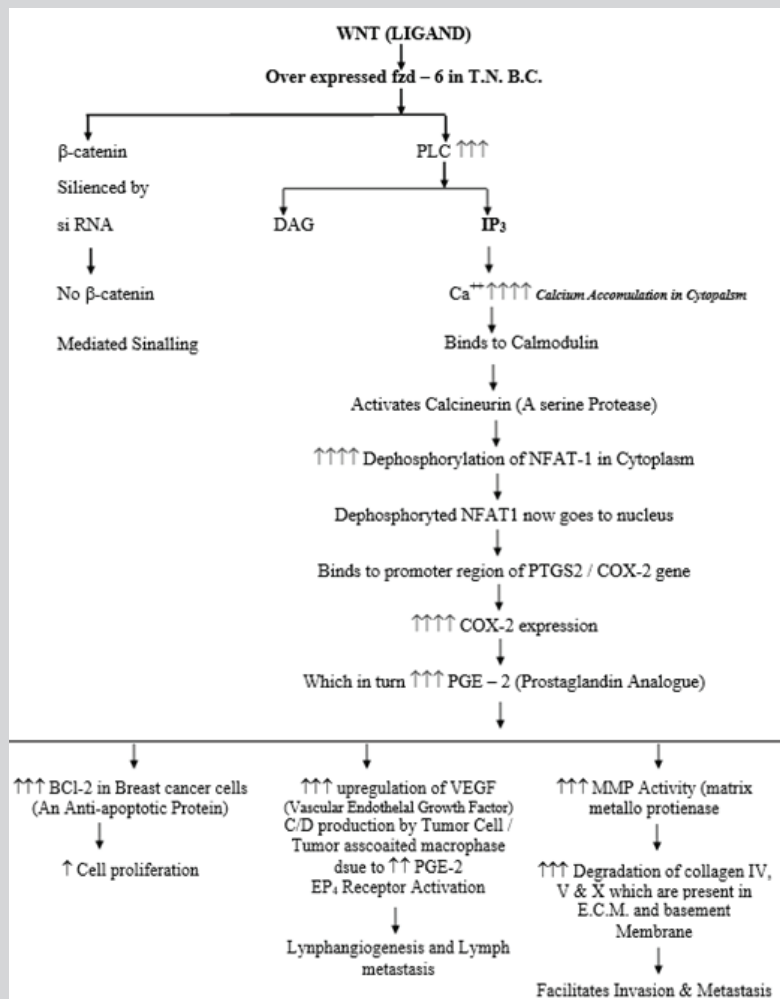 WNT (LIGAND)
Over expressed fzd – 6 in T.N. B.C.
β-catenin
Silienced by
si RNA
No β-catenin
Mediated Sinalling
PLC ↑↑↑
DAG
IP₃
Ca⁺⁺ ↑↑↑↑ Calcium Accomulation in Cytopalsm
Binds to Calmodulin
Activates Calcineurin (A serine Protease)
↑↑↑↑ Dephosphorylation of NFAT-1 in Cytoplasm
Dephosphoryted NFAT1 now goes to nucleus
Binds to promoter region of PTGS2 / COX-2 gene
↑↑↑↑ COX-2 expression
Which in turn ↑↑↑ PGE – 2 (Prostaglandin Analogue)
↑↑↑ BCl-2 in Breast cancer cells
(An Anti-apoptotic Protein)
↑ Cell proliferation
↑↑↑ upregulation of VEGF
(Vascular Endothelal Growth Factor)
C/D production by Tumor Cell /
Tumor asscoaited macrophase
dsue to ↑↑ PGE-2
EP₄ Receptor Activation
Lynphangiogenesis and Lymph
metastasis
↑↑↑ MMP Activity (matrix
metallo protienase
↑↑↑ Degradation of collagen IV,
V & X which are present in
E.C.M. and basement
Membrane
Facilitates Invasion & Metastasis